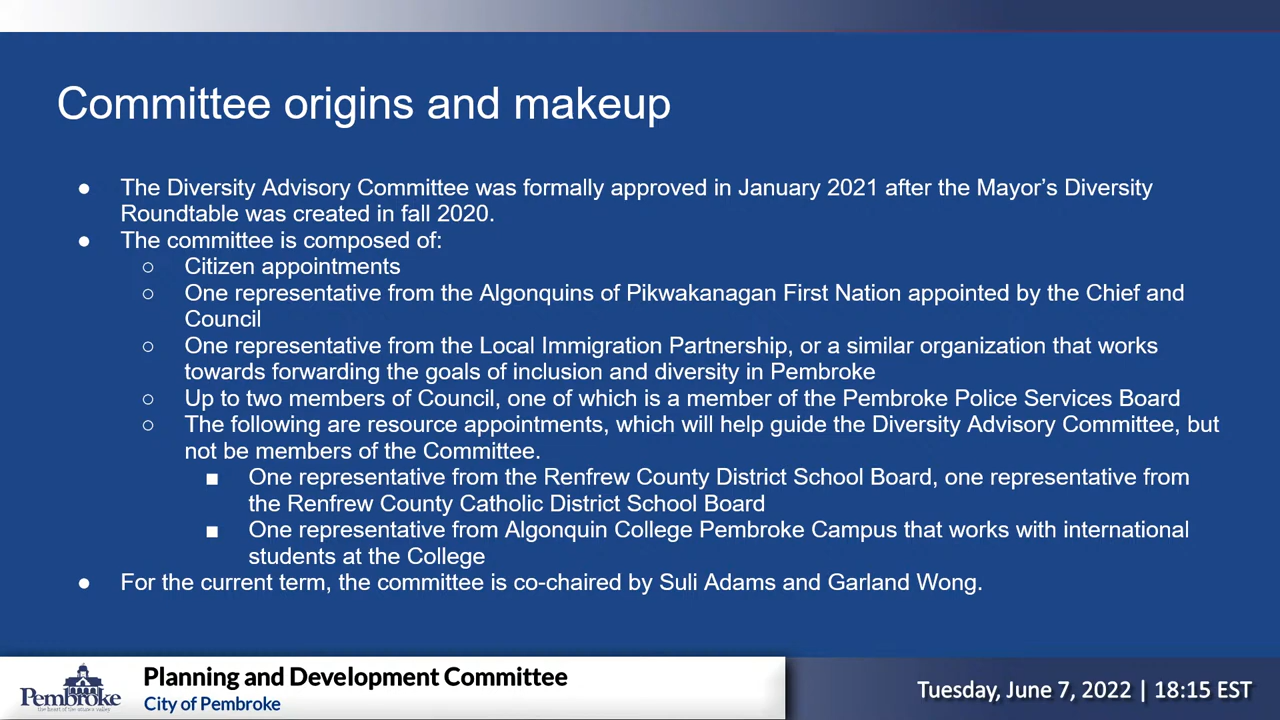 Committee origins and makeup
● The Diversity Advisory Committee was formally approved in January 2021 after the Mayor’s Diversity
Roundtable was created in fall 2020.
● The committee is composed of:
○ Citizen appointments
○ One representative from the Algonquins of Pikwakanagan First Nation appointed by the Chief and
Council
○ One representative from the Local Immigration Partnership, or a similar organization that works
towards forwarding the goals of inclusion and diversity in Pembroke
○ Up to two members of Council, one of which is a member of the Pembroke Police Services Board
○ The following are resource appointments, which will help guide the Diversity Advisory Committee, but
not be members of the Committee.
■ One representative from the Renfrew County District School Board, one representative from
the Renfrew County Catholic District School Board
■ One representative from Algonquin College Pembroke Campus that works with international
students at the College
● For the current term, the committee is co-chaired by Suli Adams and Garland Wong.
Pembroke
Planning and Development Committee
City of Pembroke
Tuesday, June 7, 2022 | 18:15 EST